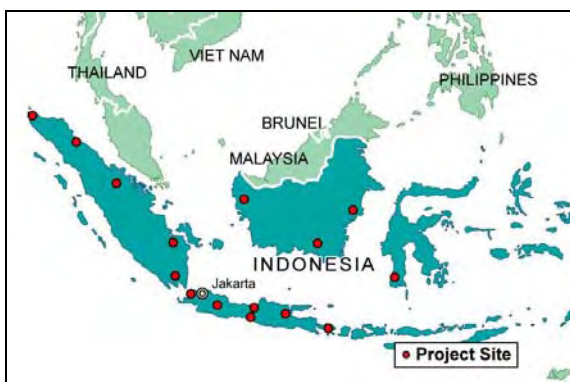 VIET NAM
THAILAND
PHILIPPINES
BRUNEI
MALAYSIA
INDONESIA
Jakarta
Project Site